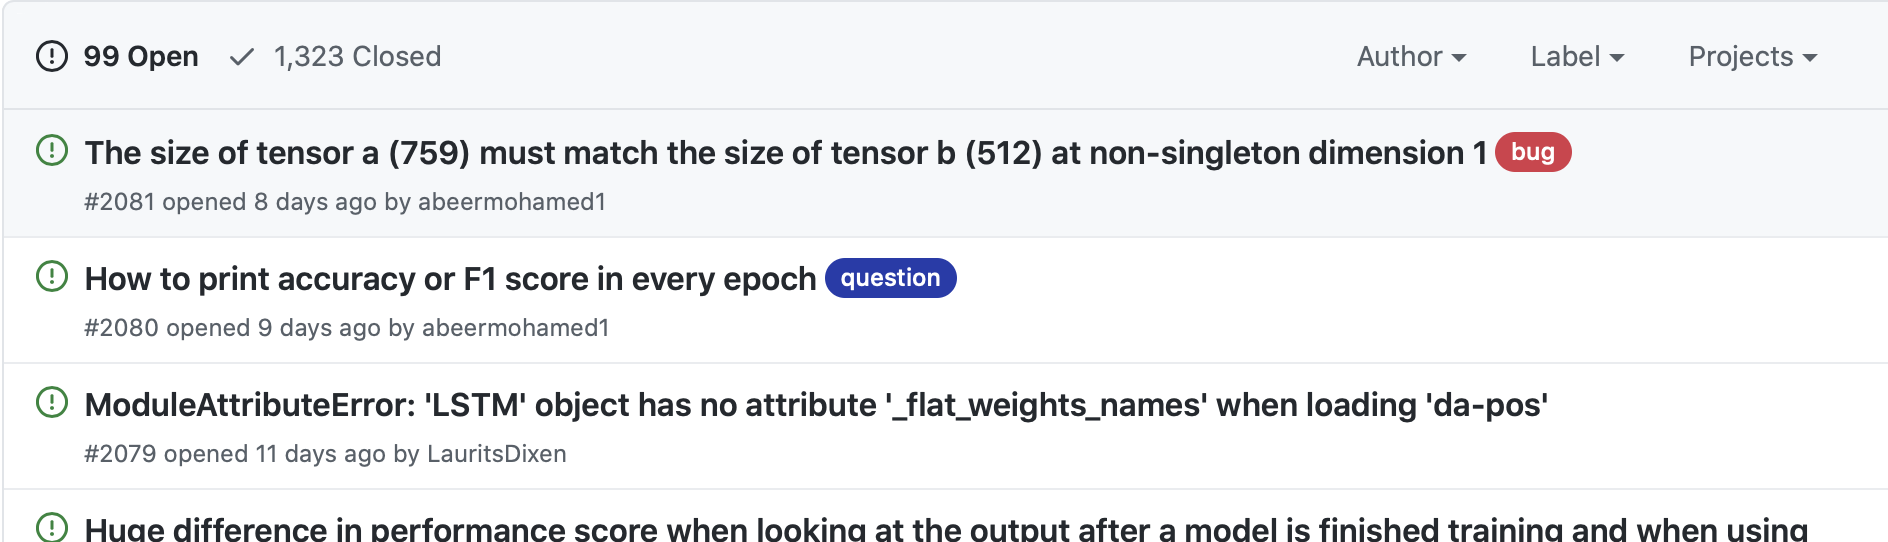 99 Open 1,323 Closed Author Label Projects
The size of tensor a (759) must match the size of tensor b (512) at non-singleton dimension 1 bug
#2081 opened 8 days ago by abeermohamed1
How to print accuracy or F1 score in every epoch question
#2080 opened 9 days ago by abeermohamed1
ModuleAttributeError: 'LSTM' object has no attribute '_flat_weights_names' when loading 'da-pos'
#2079 opened 11 days ago by LauritsDixen
Huge difference in performance score when looking at the output after a model is finished training and when using